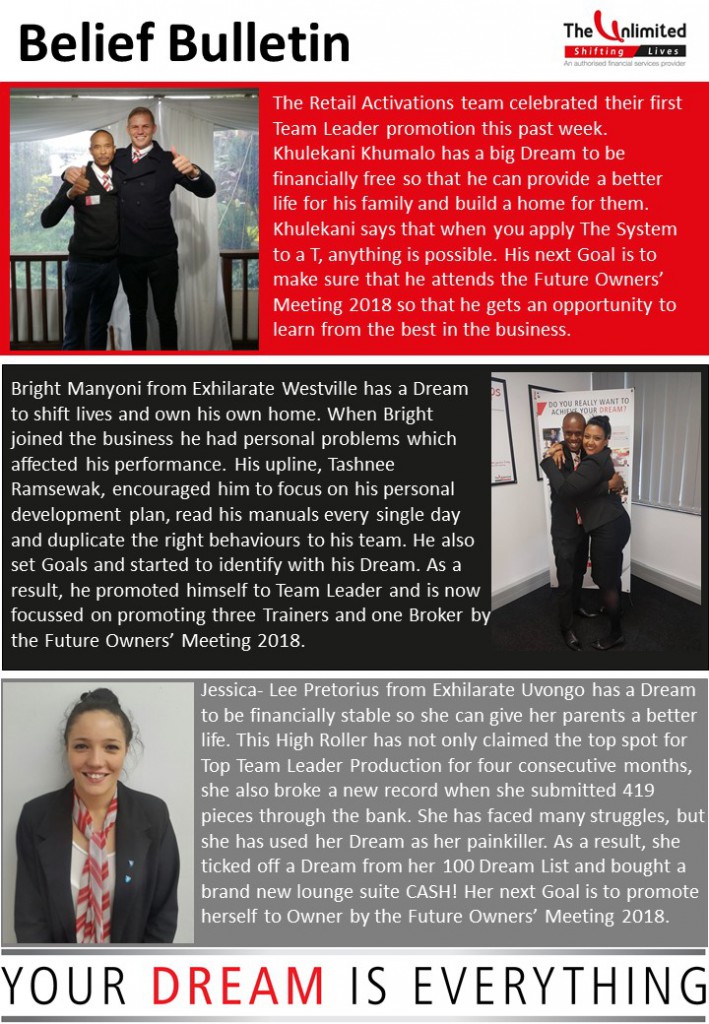 Belief Bulletin
The Unlimited
Shifting Lives
An authorised financial services provider
The Retail Activations team celebrated their first
Team Leader promotion this past week.
Khulekani Khumalo has a big Dream to be
financially free so that he can provide a better
life for his family and build a home for them.
Khulekani says that when you apply The System
to a T, anything is possible. His next Goal is to
make sure that he attends the Future Owners’
Meeting 2018 so that he gets an opportunity to
learn from the best in the business.
Bright Manyoni from Exhilarate Westville has a Dream
to shift lives and own his own home. When Bright
joined the business he had personal problems which
affected his performance. His upline, Tashnee
Ramsewak, encouraged him to focus on his personal
development plan, read his manuals every single day
and duplicate the right behaviours to his team. He also
set Goals and started to identify with his Dream. As a
result, he promoted himself to Team Leader and is now
focussed on promoting three Trainers and one Broker by
the Future Owners’ Meeting 2018.
DO YOU REALLY WANT TO
ACHIEVE YOUR DREAM?
Jessica- Lee Pretorius from Exhilarate Uvongo has a Dream
to be financially stable so she can give her parents a better
life. This High Roller has not only claimed the top spot for
Top Team Leader Production for four consecutive months,
she also broke a new record when she submitted 419
pieces through the bank. She has faced many struggles, but
she has used her Dream as her painkiller. As a result, she
ticked off a Dream from her 100 Dream List and bought a
brand new lounge suite CASH! Her next Goal is to promote
herself to Owner by the Future Owners’ Meeting 2018.
YOUR DREAM IS EVERYTHING